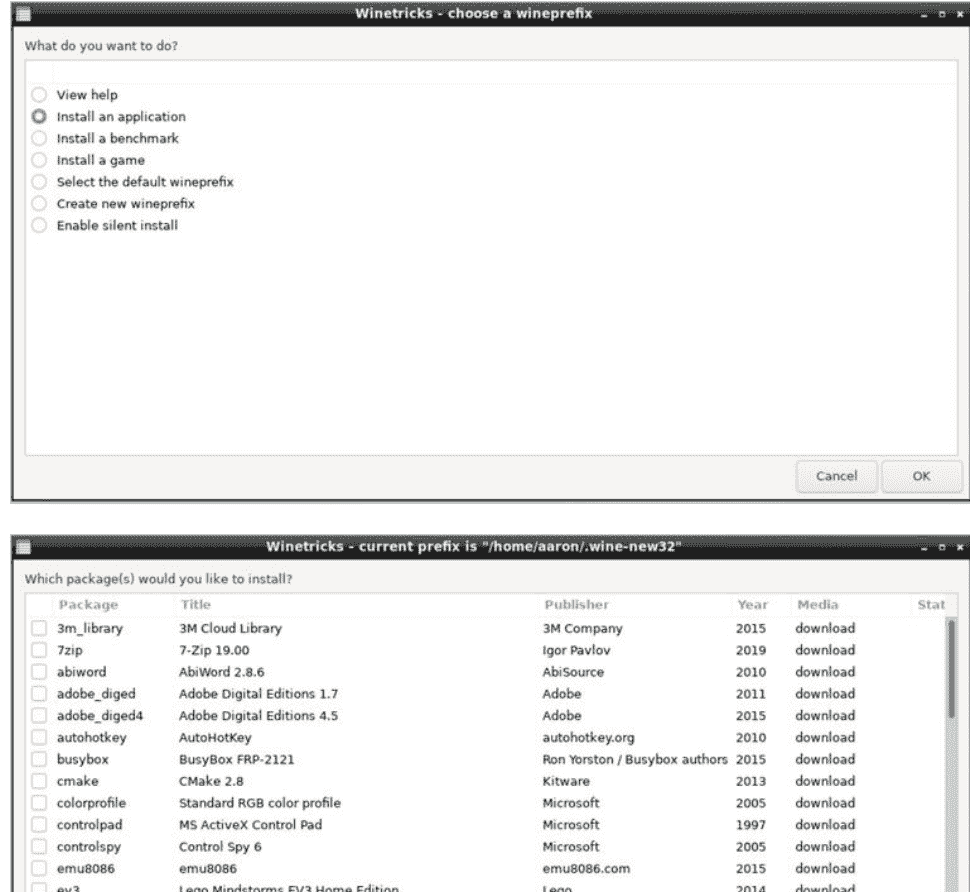 Winetricks - choose a wineprefix
What do you want to do?
View help
Install an application
Install a benchmark
Install a game
Select the default wineprefix
Create new wineprefix
Enable silent install
Cancel OK
Winetricks - current prefix is "/home/aaron/.wine-new32"
Which package(s) would you like to install?
Package Title Publisher Year Media Stat
3m_library 3M Cloud Library 3M Company 2015 download
7zip 7-Zip 19.00 Igor Pavlov 2019 download
abiword AbiWord 2.8.6 AbiSource 2010 download
adobe_diged Adobe Digital Editions 1.7 Adobe 2011 download
adobe_diged4 Adobe Digital Editions 4.5 Adobe 2015 download
autohotkey AutoHotKey autohotkey.org 2010 download
busybox BusyBox FRP-2121 Ron Yorston / Busybox authors 2015 download
cmake CMake 2.8 Kitware 2013 download
colorprofile Standard RGB color profile Microsoft 2005 download
controlpad MS ActiveX Control Pad Microsoft 1997 download
controlspy Control Spy 6 Microsoft 2005 download
emu8086 emu8086 emu8086.com 2015 download
ev3 Lego Mindstorms EV3 Home Edition Lego 2014 download